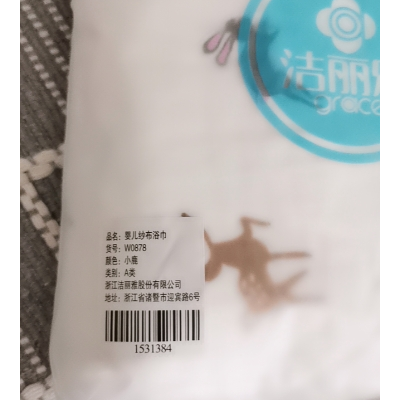 洁丽雅
grace
品名: 婴儿纱布浴巾
货号: W0878
颜色: 小鹿
类别: A类
浙江洁丽雅股份有限公司
地址: 浙江省诸暨市迎宾路6号
1531384